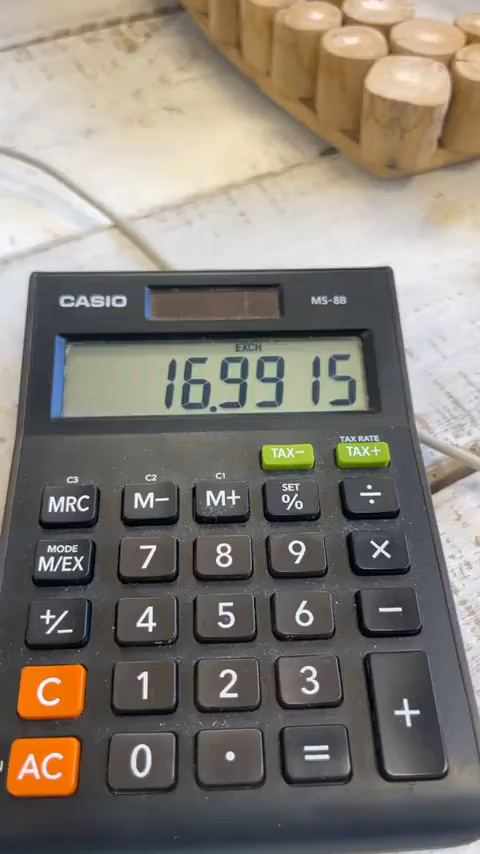 CASIO MS-8B
EXCH
16.9915
TAX RATE
TAX− TAX+
C3 C2 C1 SET
MRC M− M+ % ÷
MODE
M/EX 7 8 9 ×
+/− 4 5 6 −
C 1 2 3 +
AC 0 . =